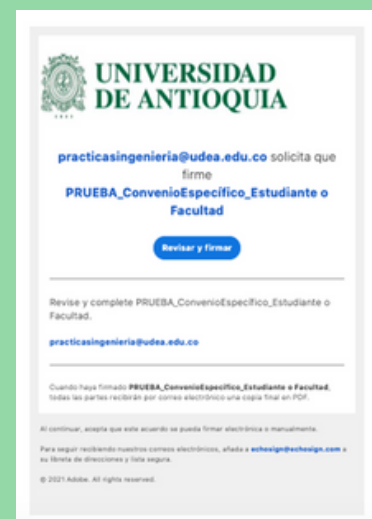 UNIVERSIDAD
DE ANTIOQUIA
1803
practicasingenieria@udea.edu.co solicita que
firme
PRUEBA_ConvenioEspecífico_Estudiante o
Facultad
Revisar y firmar
Revise y complete PRUEBA_ConvenioEspecífico_Estudiante o
Facultad.
practicasingenieria@udea.edu.co
Cuando haya firmado PRUEBA_ConvenioEspecífico_Estudiante o Facultad,
todas las partes recibirán por correo electrónico una copia final en PDF.
Al continuar, acepta que este acuerdo se pueda firmar electrónica o manualmente.
Para seguir recibiendo nuestros correos electrónicos, añada a echosign@echosign.com a
su libreta de direcciones y lista segura.
© 2021 Adobe. All rights reserved.